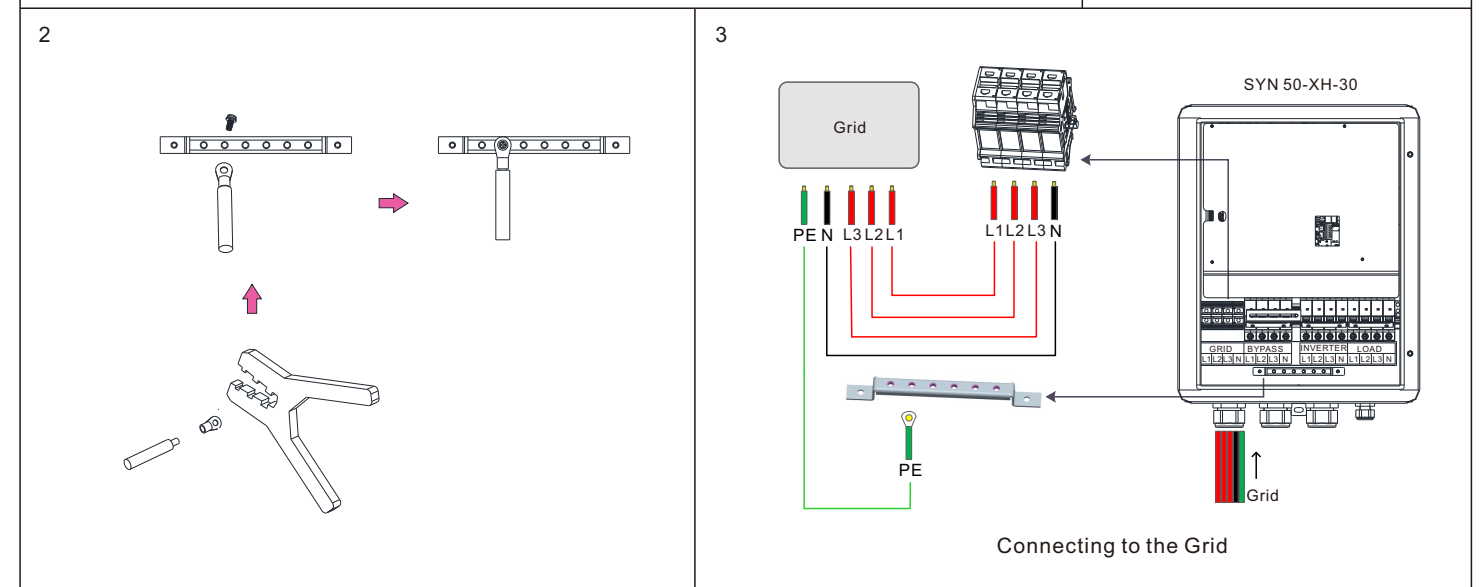 2
3
SYN 50-XH-30
Grid
PE N L3 L2 L1
L1 L2 L3 N
GRID BYPASS INVERTER LOAD
L1 L2 L3 N L1 L2 L3 N L1 L2 L3 N L1 L2 L3 N
PE
Grid
Connecting to the Grid